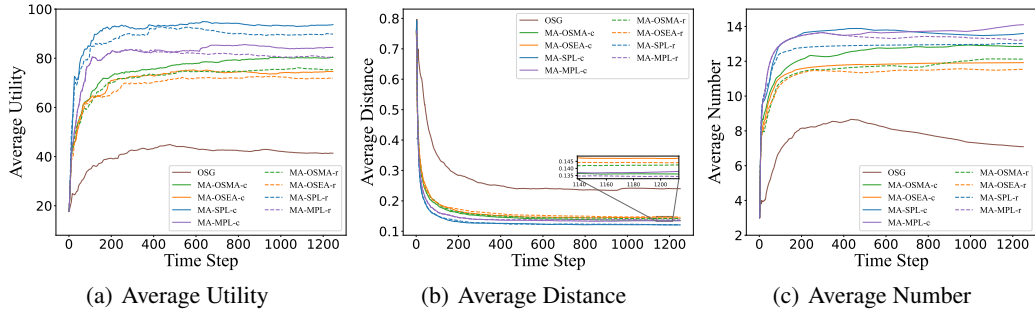 Average Utility
100
80
60
40
20
0 200 400 600 800 1000 1200
Time Step
OSG
MA-OSMA-c
MA-OSEA-c
MA-SPL-c
MA-MPL-c
MA-OSMA-r
MA-OSEA-r
MA-SPL-r
MA-MPL-r
(a) Average Utility
Average Distance
0.8
0.7
0.6
0.5
0.4
0.3
0.2
0.1
0 200 400 600 800 1000 1200
Time Step
OSG
MA-OSMA-c
MA-OSEA-c
MA-SPL-c
MA-MPL-c
MA-OSMA-r
MA-OSEA-r
MA-SPL-r
MA-MPL-r
0.145
0.140
0.135
1140 1160 1180 1200
(b) Average Distance
Average Number
14
12
10
8
6
4
2
0 200 400 600 800 1000 1200
Time Step
OSG
MA-OSMA-c
MA-OSEA-c
MA-SPL-c
MA-MPL-c
MA-OSMA-r
MA-OSEA-r
MA-SPL-r
MA-MPL-r
(c) Average Number